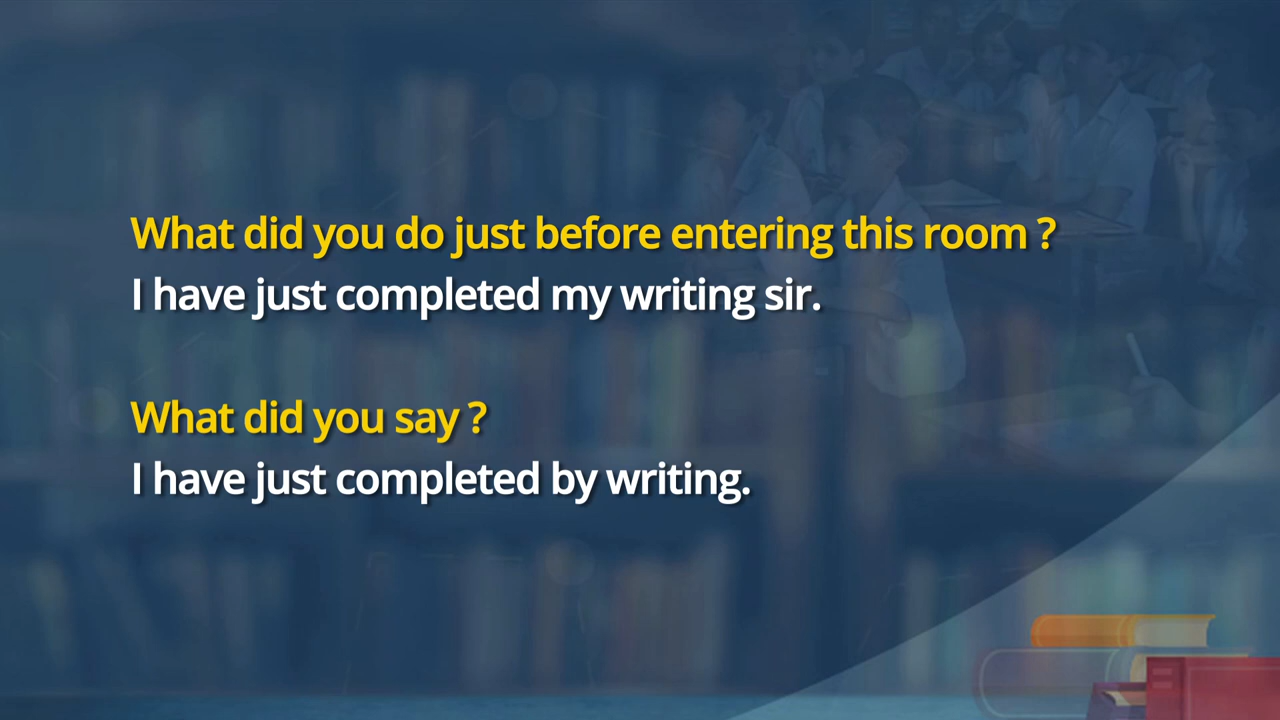 What did you do just before entering this room ?
I have just completed my writing sir.
What did you say ?
I have just completed by writing.